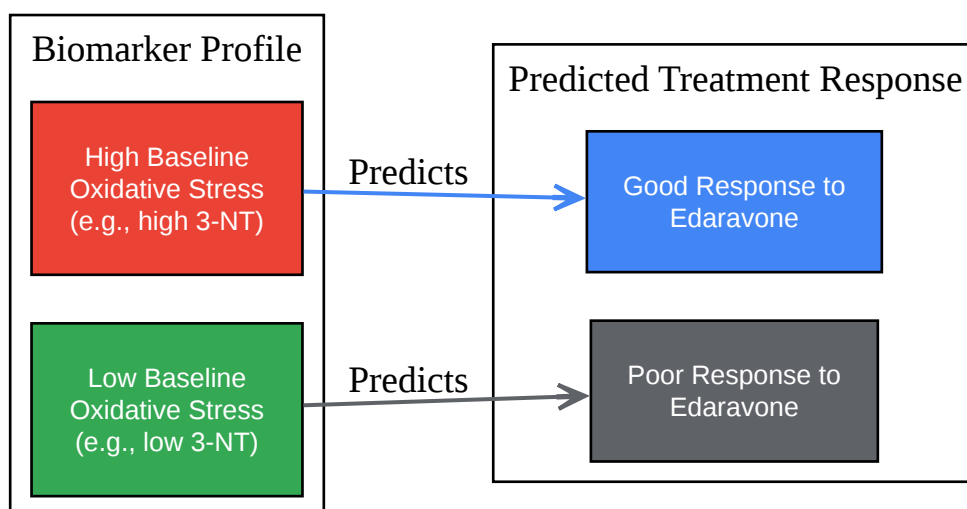 Biomarker Profile
High Baseline
Oxidative Stress
(e.g., high 3-NT)
Predicts
Predicted Treatment Response
Good Response to
Edaravone
Low Baseline
Oxidative Stress
(e.g., low 3-NT)
Predicts
Poor Response to
Edaravone